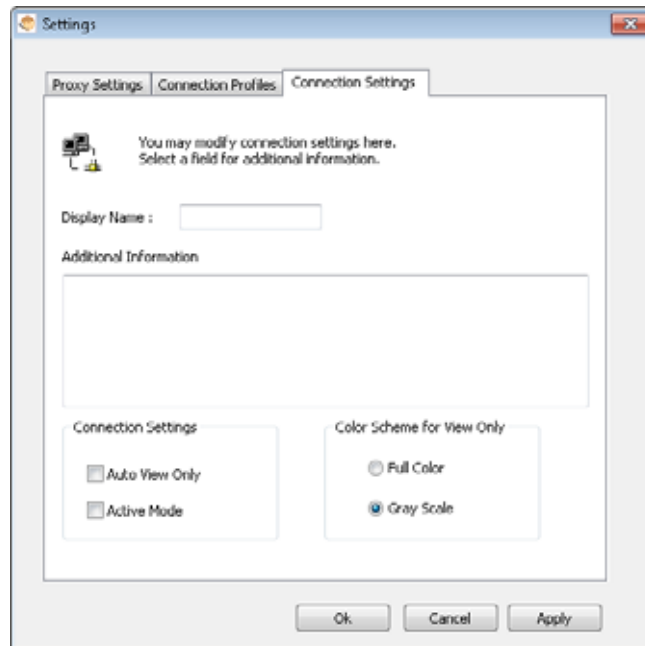 Settings
Proxy Settings
Connection Profiles
Connection Settings
You may modify connection settings here.
Select a field for additional information.
Display Name :
Additional Information
Connection Settings
Auto View Only
Active Mode
Color Scheme for View Only
Full Color
Gray Scale
Ok
Cancel
Apply